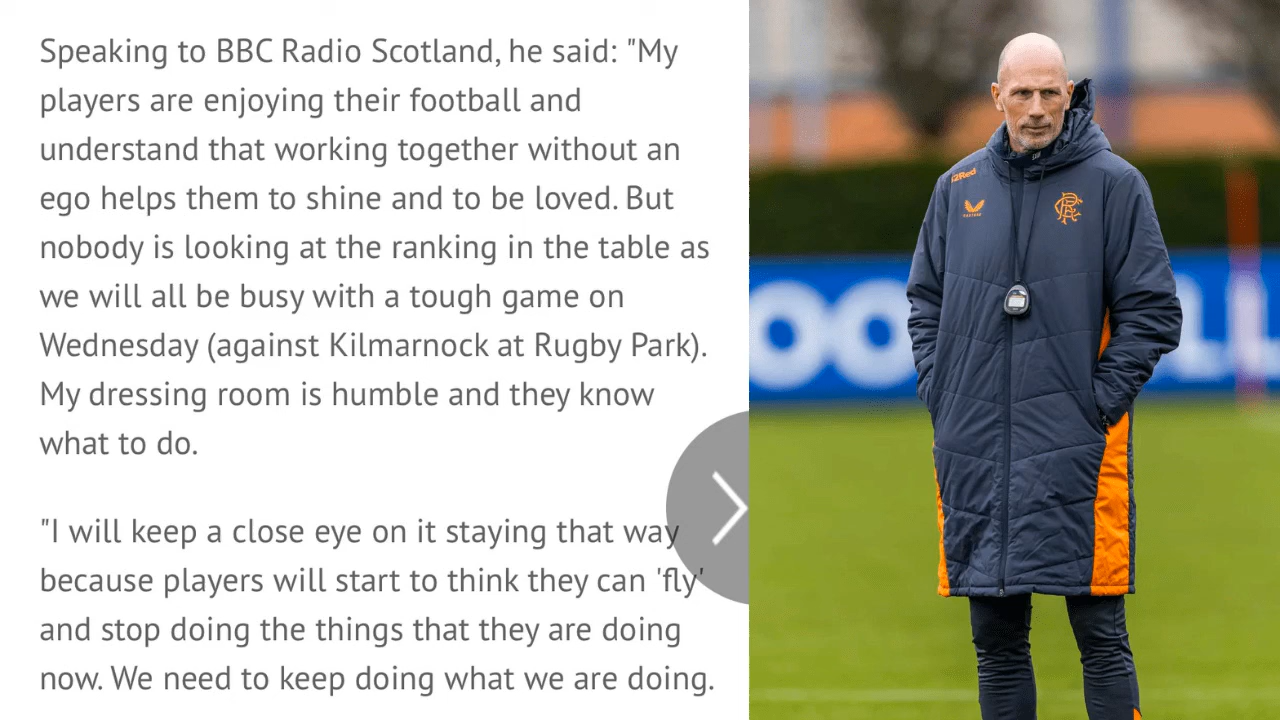 Speaking to BBC Radio Scotland, he said: "My
players are enjoying their football and
understand that working together without an
ego helps them to shine and to be loved. But
nobody is looking at the ranking in the table as
we will all be busy with a tough game on
Wednesday (against Kilmarnock at Rugby Park).
My dressing room is humble and they know
what to do.
"I will keep a close eye on it staying that way
because players will start to think they can 'fly'
and stop doing the things that they are doing
now. We need to keep doing what we are doing.